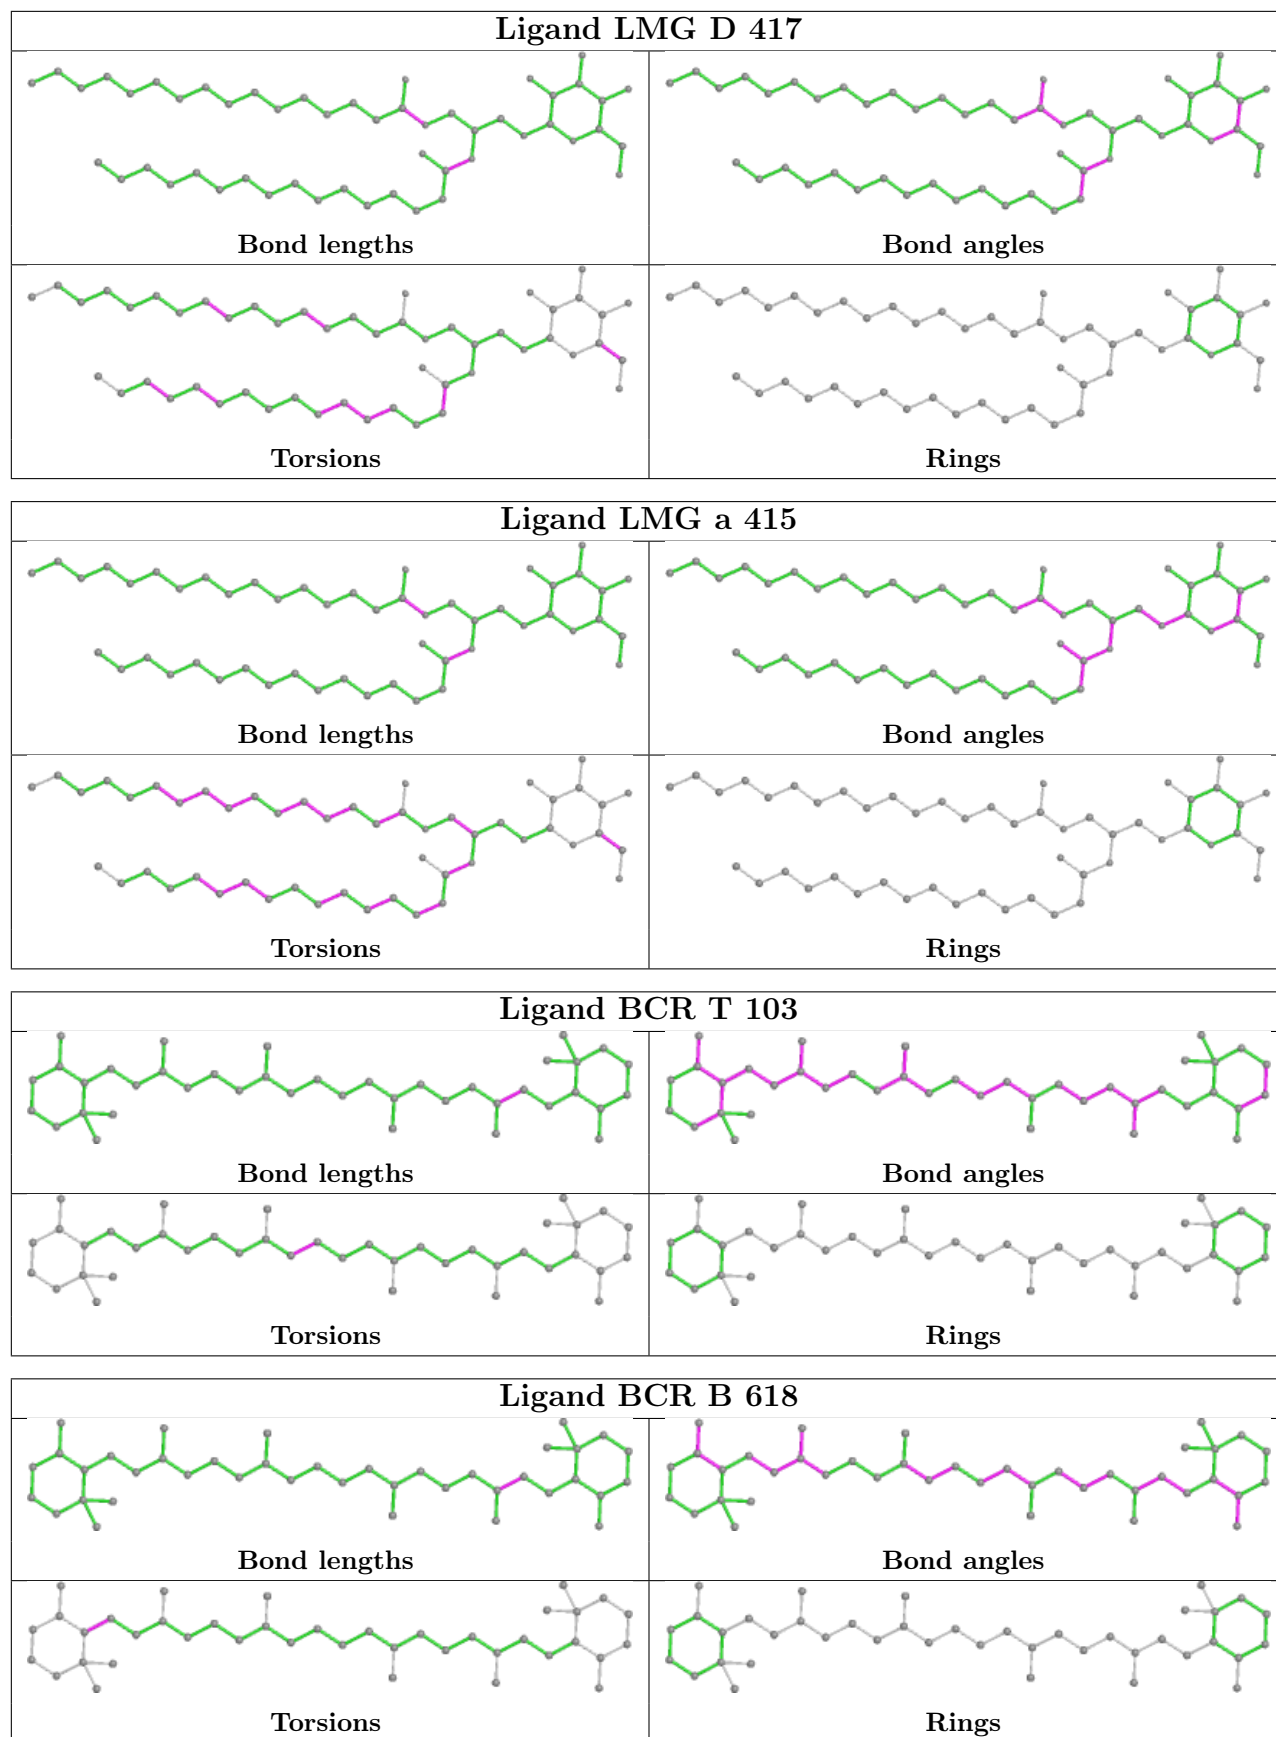 Ligand LMG D 417
Bond lengths
Bond angles
Torsions
Rings
Ligand LMG a 415
Bond lengths
Bond angles
Torsions
Rings
Ligand BCR T 103
Bond lengths
Bond angles
Torsions
Rings
Ligand BCR B 618
Bond lengths
Bond angles
Torsions
Rings